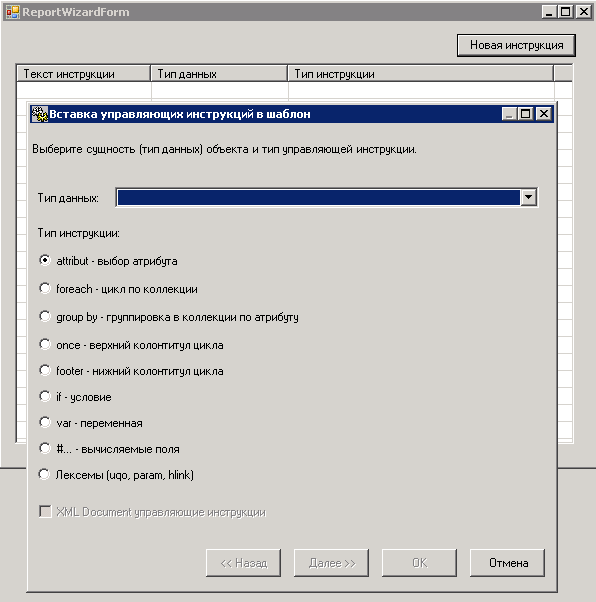 ReportWizardForm
Новая инструкция
Текст инструкции Тип данных Тип инструкции
Вставка управляющих инструкций в шаблон
Выберите сущность (тип данных) объекта и тип управляющей инструкции.
Тип данных:
Тип инструкции:
attribut - выбор атрибута
foreach - цикл по коллекции
group by - группировка в коллекции по атрибуту
once - верхний колонтитул цикла
footer - нижний колонтитул цикла
if - условие
var - переменная
#... - вычисляемые поля
Лексемы (uqo, param, hlink)
XML Document управляющие инструкции
<< Назад Далее >> OK Отмена